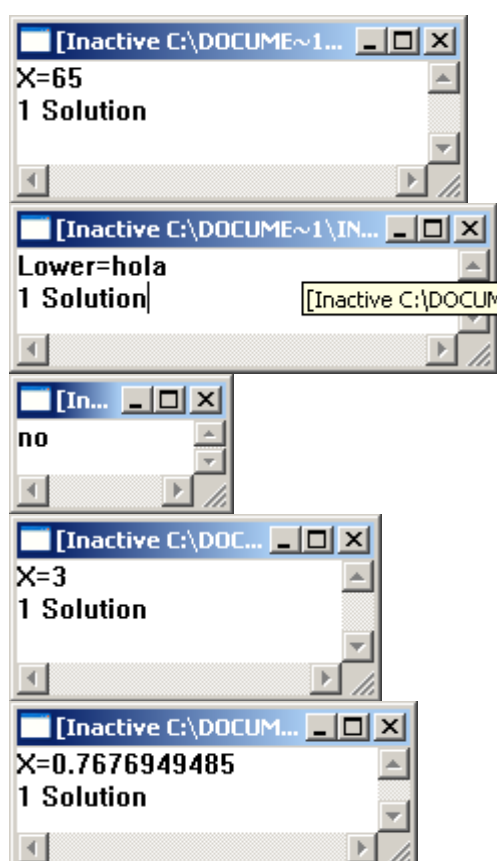 [Inactive C:\DOCUME~1...
X=65
1 Solution
[Inactive C:\DOCUME~1\IN...
Lower=hola
1 Solution
[Inactive C:\DOCUM
[In...
no
[Inactive C:\DOC...
X=3
1 Solution
[Inactive C:\DOCUM...
X=0.7676949485
1 Solution